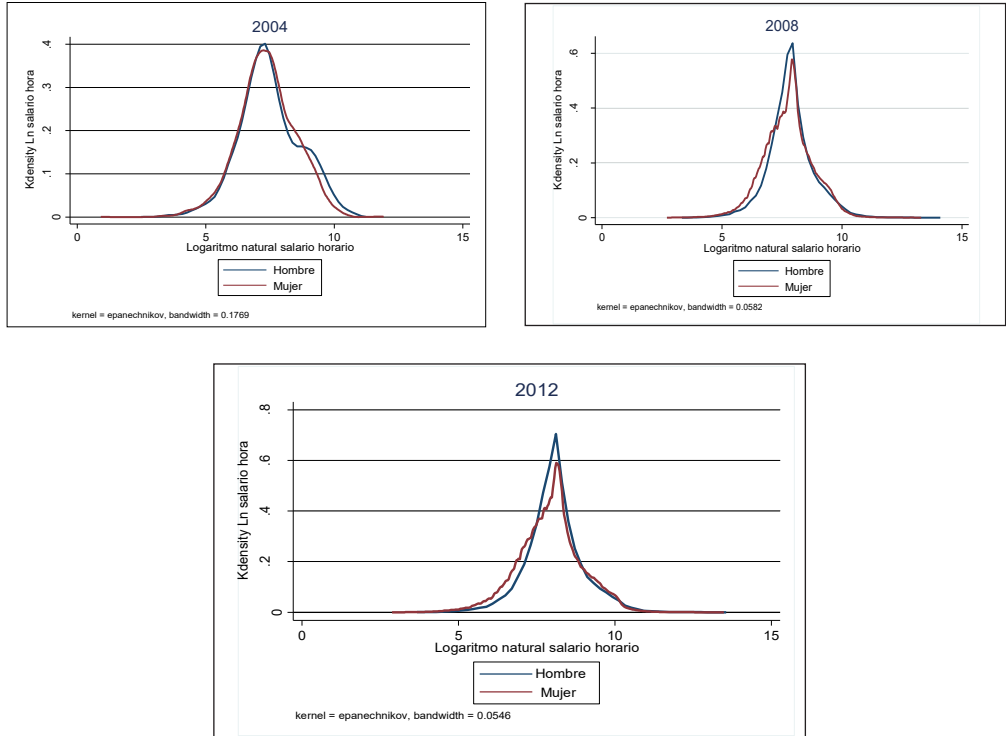 2004
Kdensity Ln salario hora
.4
.3
.2
.1
0
0 5 10 15
Logaritmo natural salario horario
Hombre
Mujer
kernel = epanechnikov, bandwidth = 0.1769
2008
Kdensity Ln salario hora
.6
.4
.2
0
0 5 10 15
Logaritmo natural salario horario
Hombre
Mujer
kernel = epanechnikov, bandwidth = 0.0582
2012
Kdensity Ln salario hora
.8
.6
.4
.2
0
0 5 10 15
Logaritmo natural salario horario
Hombre
Mujer
kernel = epanechnikov, bandwidth = 0.0546